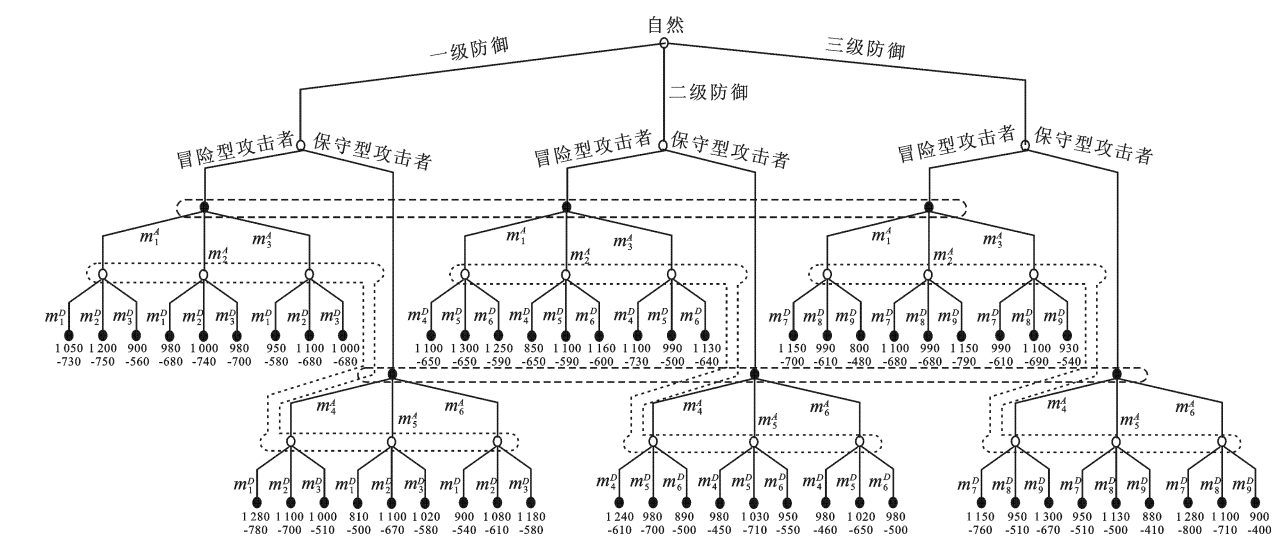 自然
一级防御 三级防御
二级防御
冒险型攻击者 保守型攻击者 冒险型攻击者 保守型攻击者 冒险型攻击者 保守型攻击者
m₁ᴬ m₂ᴬ m₃ᴬ m₁ᴬ m₂ᴬ m₃ᴬ m₁ᴬ m₂ᴬ m₃ᴬ
m₁ᴰ m₂ᴰ m₃ᴰ m₁ᴰ m₂ᴰ m₃ᴰ m₁ᴰ m₂ᴰ m₃ᴰ m₄ᴰ m₅ᴰ m₆ᴰ m₄ᴰ m₅ᴰ m₆ᴰ m₄ᴰ m₅ᴰ m₆ᴰ m₇ᴰ m₈ᴰ m₉ᴰ m₇ᴰ m₈ᴰ m₉ᴰ m₇ᴰ m₈ᴰ m₉ᴰ
1 050 1 200 900 980 1 000 980 950 1 100 1 000 1 100 1300 1 250 850 1100 1 160 1 100 990 1 130 1 150 990 800 1 100 990 1 150 990 1 100 930
-730 -750 -560 -680 -740 -700 -580 -680 -680 -650 -650 -590 -650 -590 -600 -730 -500 -640 -700 -610 -480 -680 -680 -790 -610 -690 -540
m₄ᴬ m₅ᴬ m₆ᴬ m₄ᴬ m₅ᴬ m₆ᴬ m₄ᴬ m₅ᴬ m₆ᴬ
m₁ᴰ m₂ᴰ m₃ᴰ m₁ᴰ m₂ᴰ m₃ᴰ m₁ᴰ m₂ᴰ m₃ᴰ m₄ᴰ m₅ᴰ m₆ᴰ m₄ᴰ m₅ᴰ m₆ᴰ m₄ᴰ m₅ᴰ m₆ᴰ m₇ᴰ m₈ᴰ m₉ᴰ m₇ᴰ m₈ᴰ m₉ᴰ m₇ᴰ m₈ᴰ m₉ᴰ
1 280 1 100 1 000 810 1 100 1 020 900 1 080 1 180 1 240 980 890 980 1 030 950 980 1 020 980 1 150 950 1 300 950 1 130 880 1 280 1 100 900
-780 -700 -510 -500 -670 -580 -540 -610 -580 -610 -700 -500 -450 -710 -550 -460 -650 -500 -760 -510 -670 -510 -500 -410 -800 -710 -400